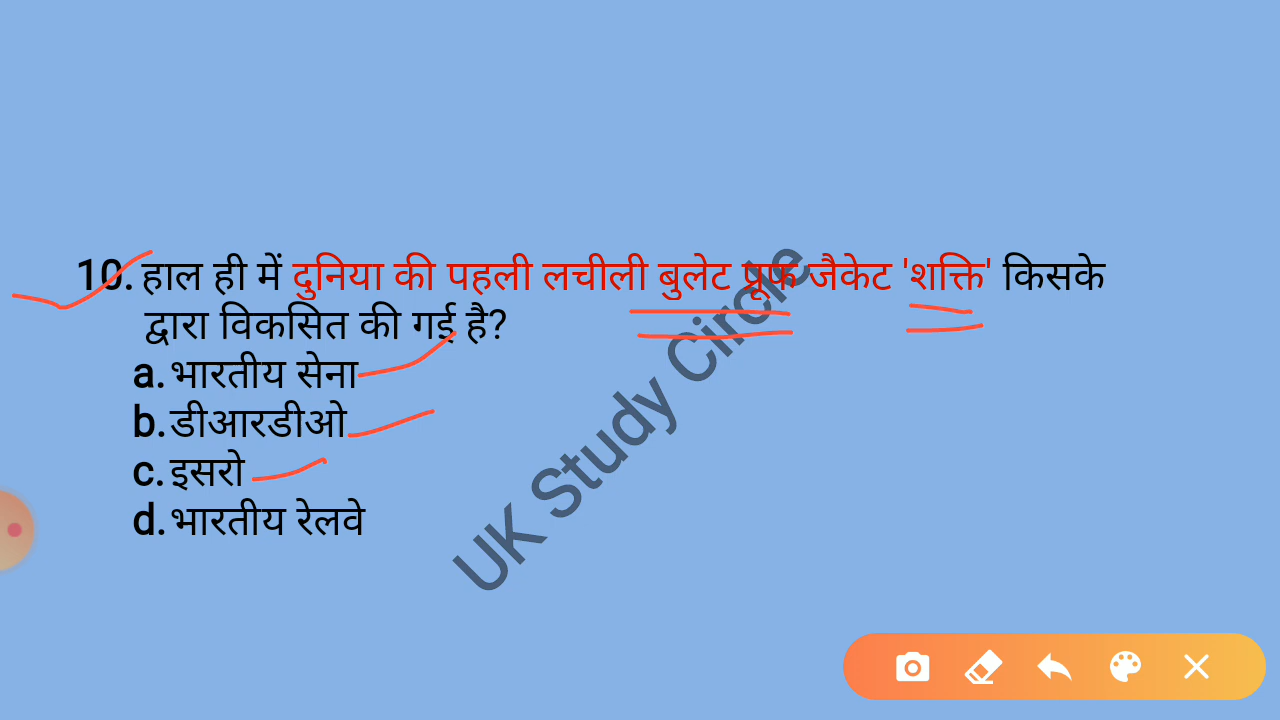 10. हाल ही में दुनिया की पहली लचीली बुलेट प्रूफ जैकेट 'शक्ति' किसके
द्वारा विकसित की गई है?
a. भारतीय सेना
b. डीआरडीओ
c. इसरो
d. भारतीय रेलवे
UK Study Circle